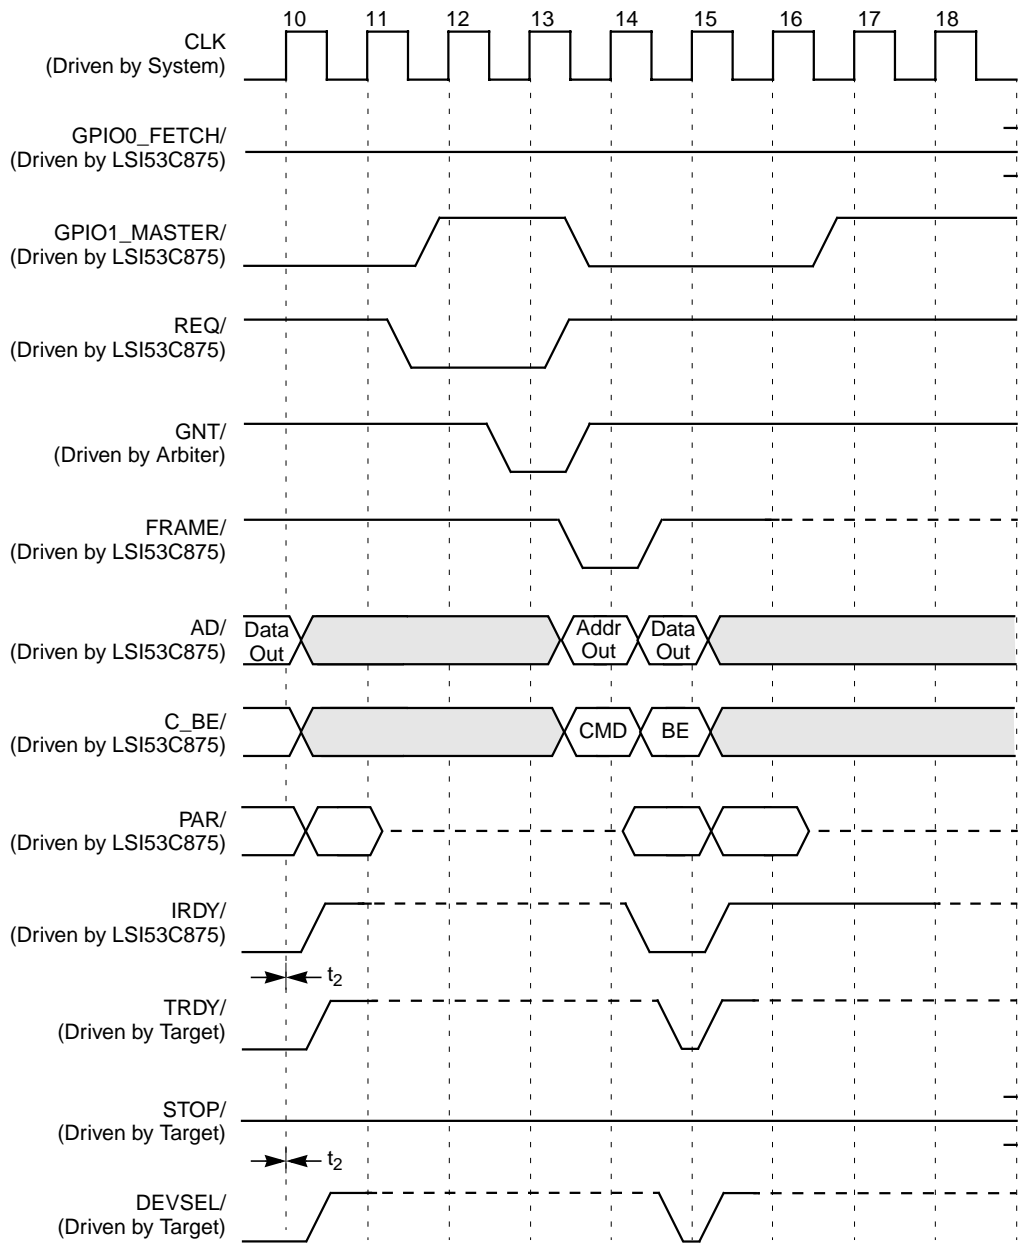 10 11 12 13 14 15 16 17 18
CLK
(Driven by System)
GPIO0_FETCH/
(Driven by LSI53C875)
GPIO1_MASTER/
(Driven by LSI53C875)
REQ/
(Driven by LSI53C875)
GNT/
(Driven by Arbiter)
FRAME/
(Driven by LSI53C875)
AD/
(Driven by LSI53C875)
Data
Out
Addr
Out
Data
Out
C_BE/
(Driven by LSI53C875)
CMD
BE
PAR/
(Driven by LSI53C875)
IRDY/
(Driven by LSI53C875)
t2
TRDY/
(Driven by Target)
STOP/
(Driven by Target)
t2
DEVSEL/
(Driven by Target)